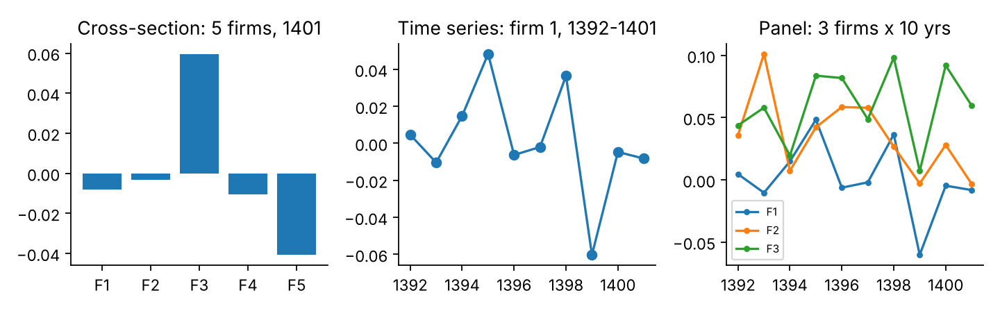 Cross-section: 5 firms, 1401
0.06
0.04
0.02
0.00
−0.02
−0.04
F1 F2 F3 F4 F5
Time series: firm 1, 1392-1401
0.04
0.02
0.00
−0.02
−0.04
−0.06
1392 1394 1396 1398 1400
Panel: 3 firms x 10 yrs
0.10
0.05
0.00
−0.05
F1
F2
F3
1392 1394 1396 1398 1400